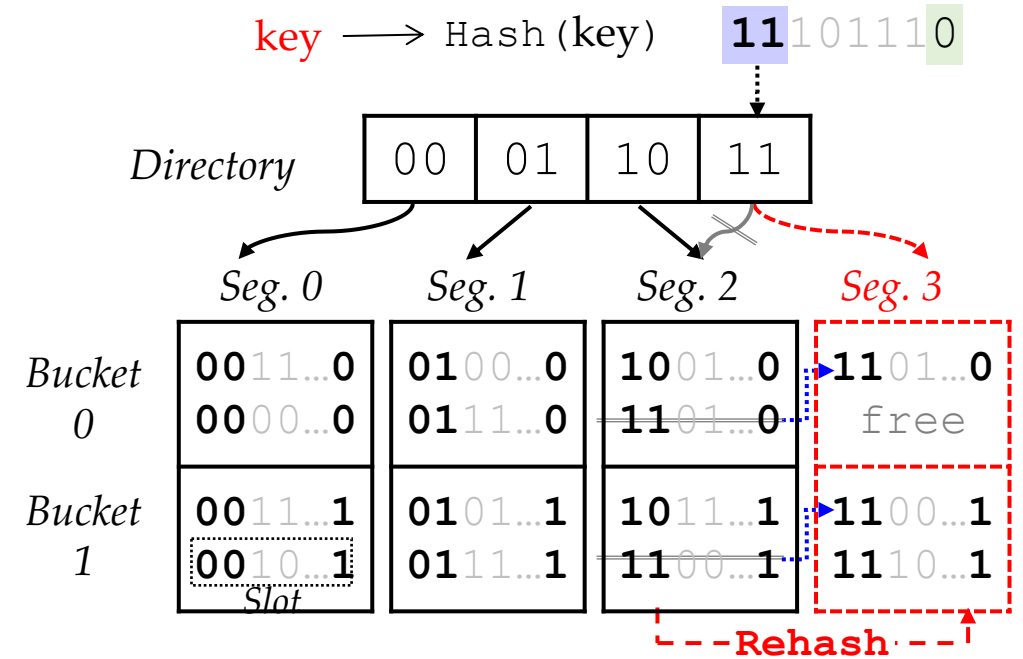 key → Hash(key) 11101110
Directory 00 01 10 11
Seg. 0 Seg. 1 Seg. 2 Seg. 3
Bucket 0
0011…0 0100…0 1001…0 1101…0
0000…0 0111…0 1101…0 free
Bucket 1
0011…1 0101…1 1011…1 1100…1
0010…1 0111…1 1100…1 1110…1
Slot
Rehash